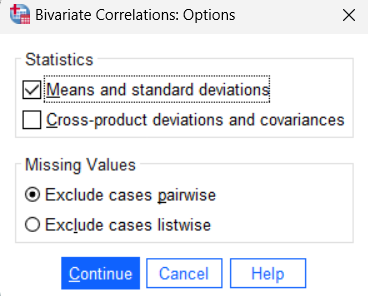 Bivariate Correlations: Options
Statistics
Means and standard deviations
Cross-product deviations and covariances
Missing Values
Exclude cases pairwise
Exclude cases listwise
Continue Cancel Help